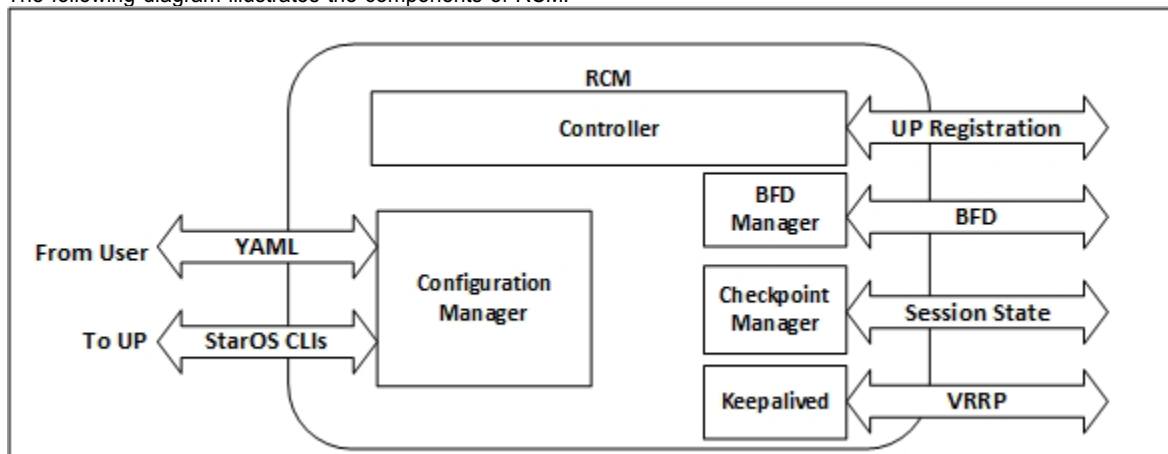 The following diagram illustrates the components of RCM.
RCM
Controller
UP Registration
BFD
Manager
BFD
From User
YAML
Configuration
Manager
Checkpoint
Manager
Session State
To UP
StarOS CLIs
Keepalived
VRRP